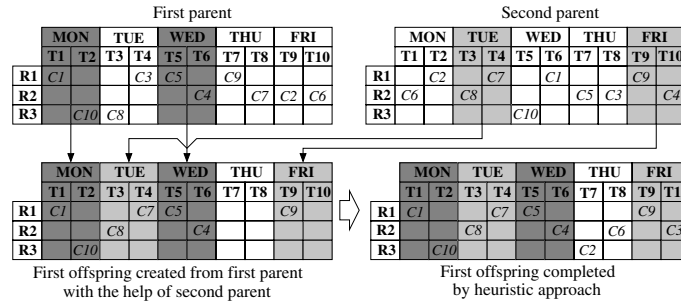 First parent
Second parent
MON TUE WED THU FRI
T1 T2 T3 T4 T5 T6 T7 T8 T9 T10
R1 C1 C3 C5 C9
R2 C4 C7 C2 C6
R3 C10 C8
MON TUE WED THU FRI
T1 T2 T3 T4 T5 T6 T7 T8 T9 T10
R1 C2 C7 C1 C9
R2 C6 C8 C5 C3 C4
R3 C10
MON TUE WED THU FRI
T1 T2 T3 T4 T5 T6 T7 T8 T9 T10
R1 C1 C7 C5 C9
R2 C8 C4
R3 C10
First offspring created from first parent
with the help of second parent
MON TUE WED THU FRI
T1 T2 T3 T4 T5 T6 T7 T8 T9 T1
R1 C1 C7 C5 C9
R2 C8 C4 C6 C3
R3 C10 C2
First offspring completed
by heuristic approach